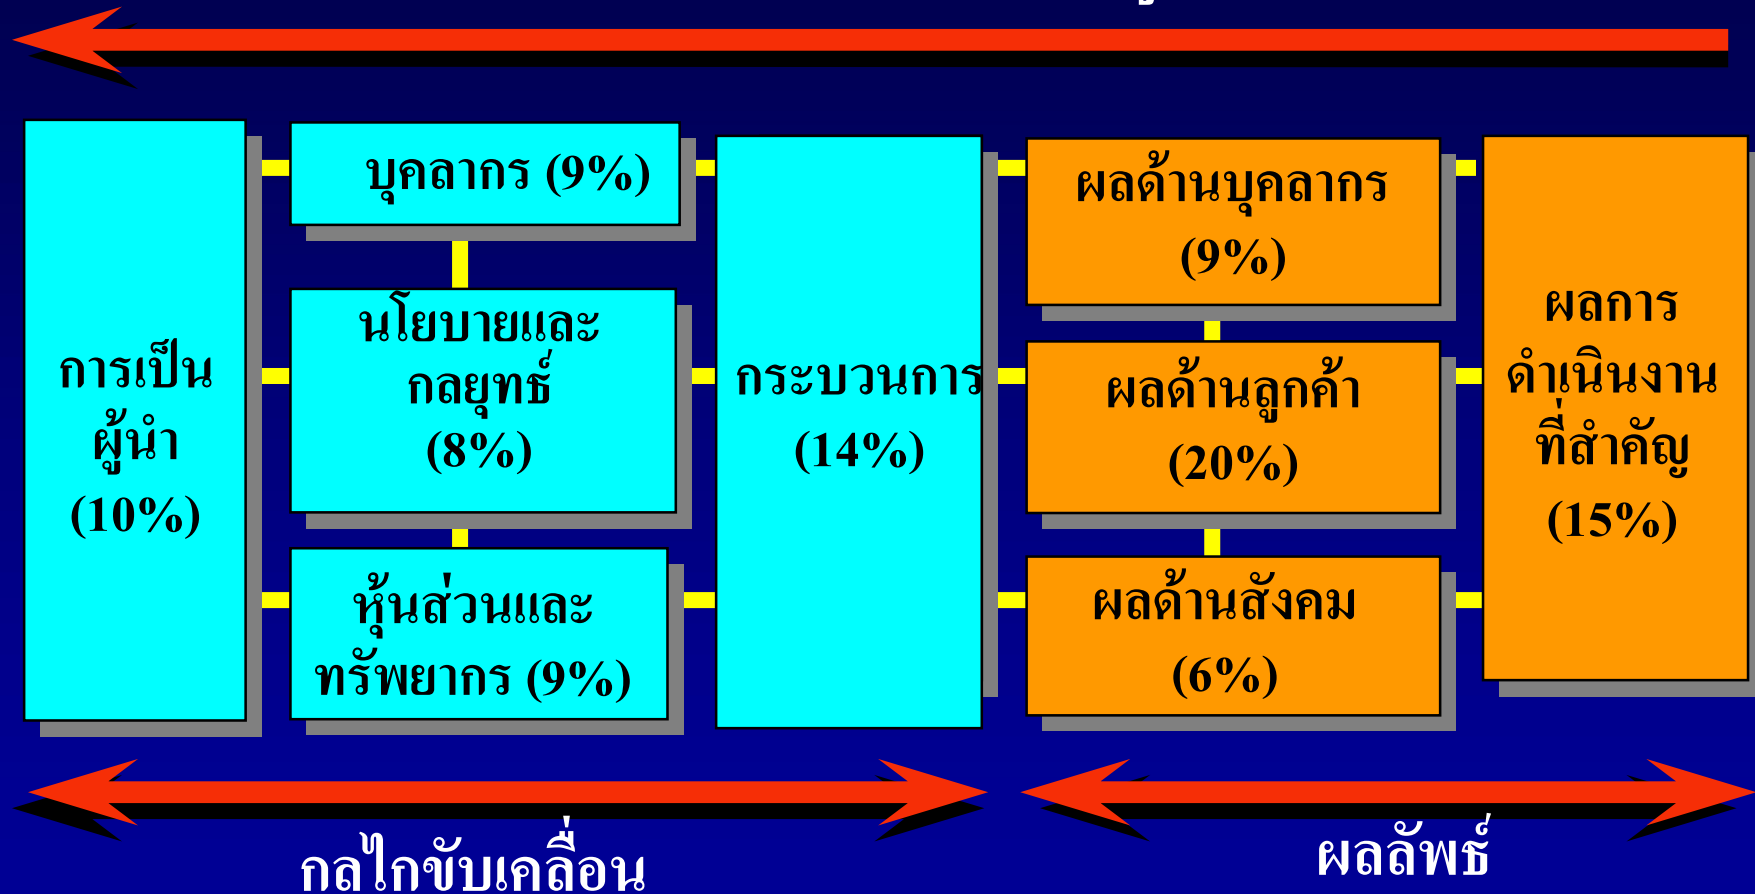 การเป็น
ผู้นำ
(10%)
บุคลากร (9%)
นโยบายและ
กลยุทธ์
(8%)
หุ้นส่วนและ
ทรัพยากร (9%)
กระบวนการ
(14%)
ผลด้านบุคลากร
(9%)
ผลด้านลูกค้า
(20%)
ผลด้านสังคม
(6%)
ผลการ
ดำเนินงาน
ที่สำคัญ
(15%)
กลไกขับเคลื่อน
ผลลัพธ์